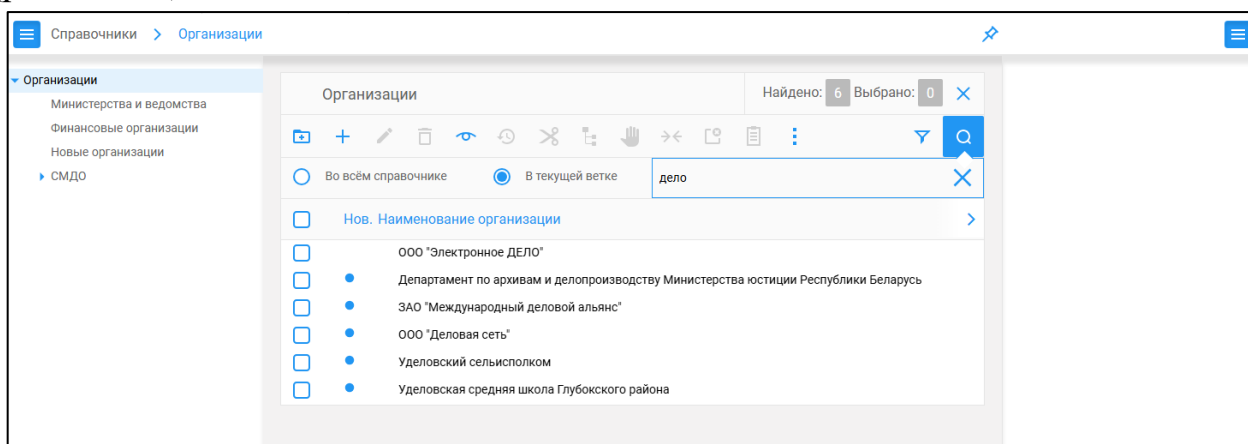 Справочники > Организации
Организации
Министерства и ведомства
Финансовые организации
Новые организации
СМДО
Организации
Найдено: 6 Выбрано: 0
Во всём справочнике
В текущей ветке
дело
Нов. Наименование организации
ООО "Электронное ДЕЛО"
Департамент по архивам и делопроизводству Министерства юстиции Республики Беларусь
ЗАО "Международный деловой альянс"
ООО "Деловая сеть"
Уделовский сельисполком
Уделовская средняя школа Глубокского района